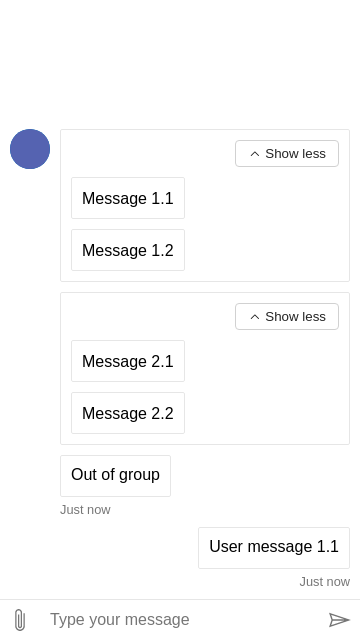 Show less
Message 1.1
Message 1.2
Show less
Message 2.1
Message 2.2
Out of group
Just now
User message 1.1
Just now
Type your message